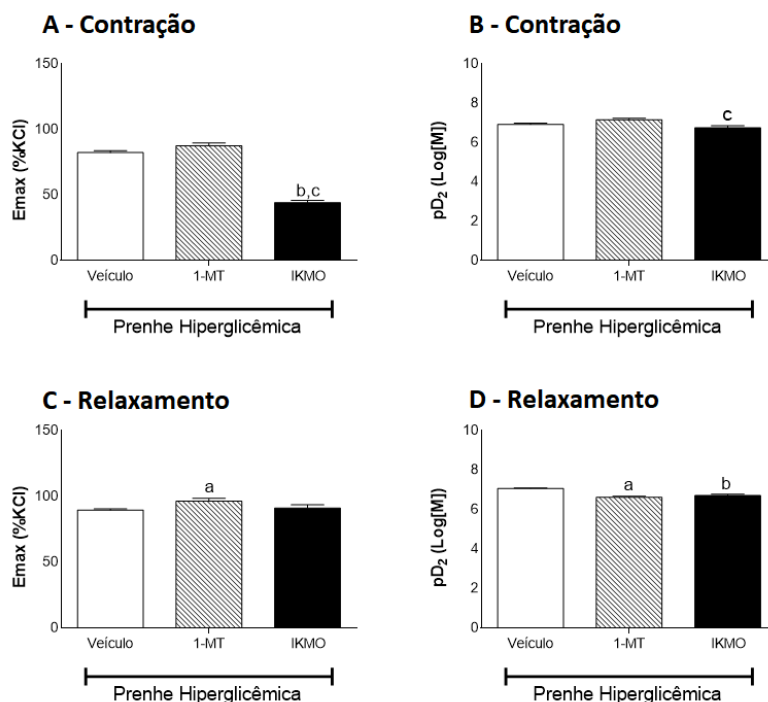 A - Contração
150
100
50
0
Emax (%KCl)
b,c
Veículo
1-MT
IKMO
Prenhe Hiperglicêmica
B - Contração
10
8
6
4
2
0
pD₂ (Log[M])
c
Veículo
1-MT
IKMO
Prenhe Hiperglicêmica
C - Relaxamento
150
100
50
0
Emax (%KCl)
a
Veículo
1-MT
IKMO
Prenhe Hiperglicêmica
D - Relaxamento
10
8
6
4
2
0
pD₂ (Log[M])
a
b
Veículo
1-MT
IKMO
Prenhe Hiperglicêmica